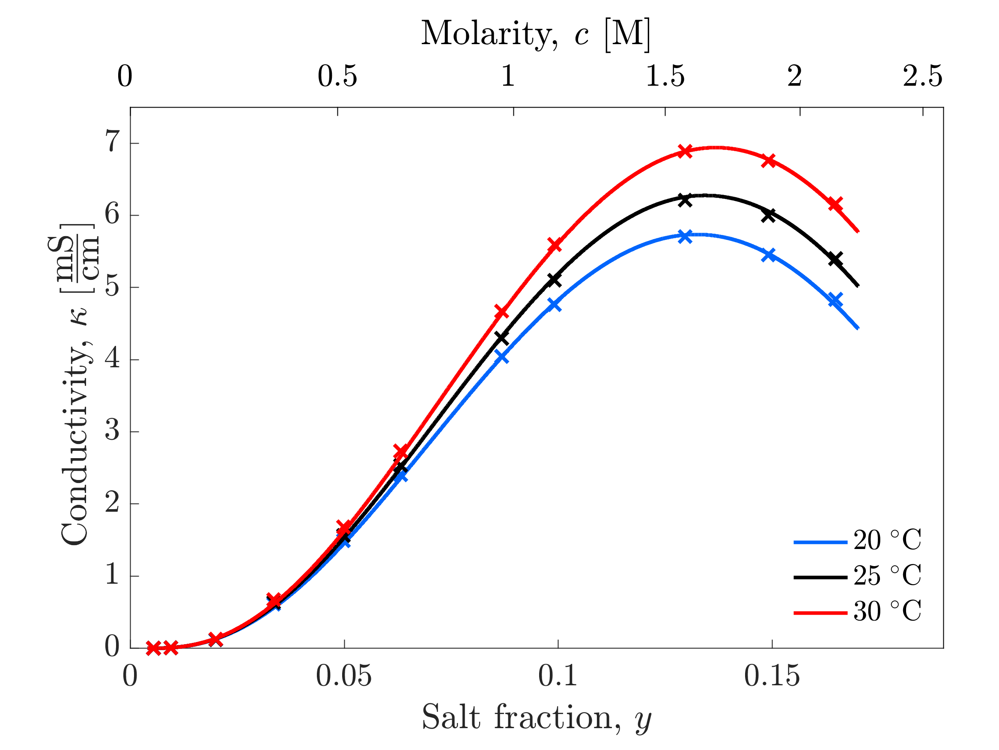 Molarity, c [M]
0 0.5 1 1.5 2 2.5
Conductivity, κ [mS/cm]
7
6
5
4
3
2
1
0
20 °C
25 °C
30 °C
0 0.05 0.1 0.15
Salt fraction, y